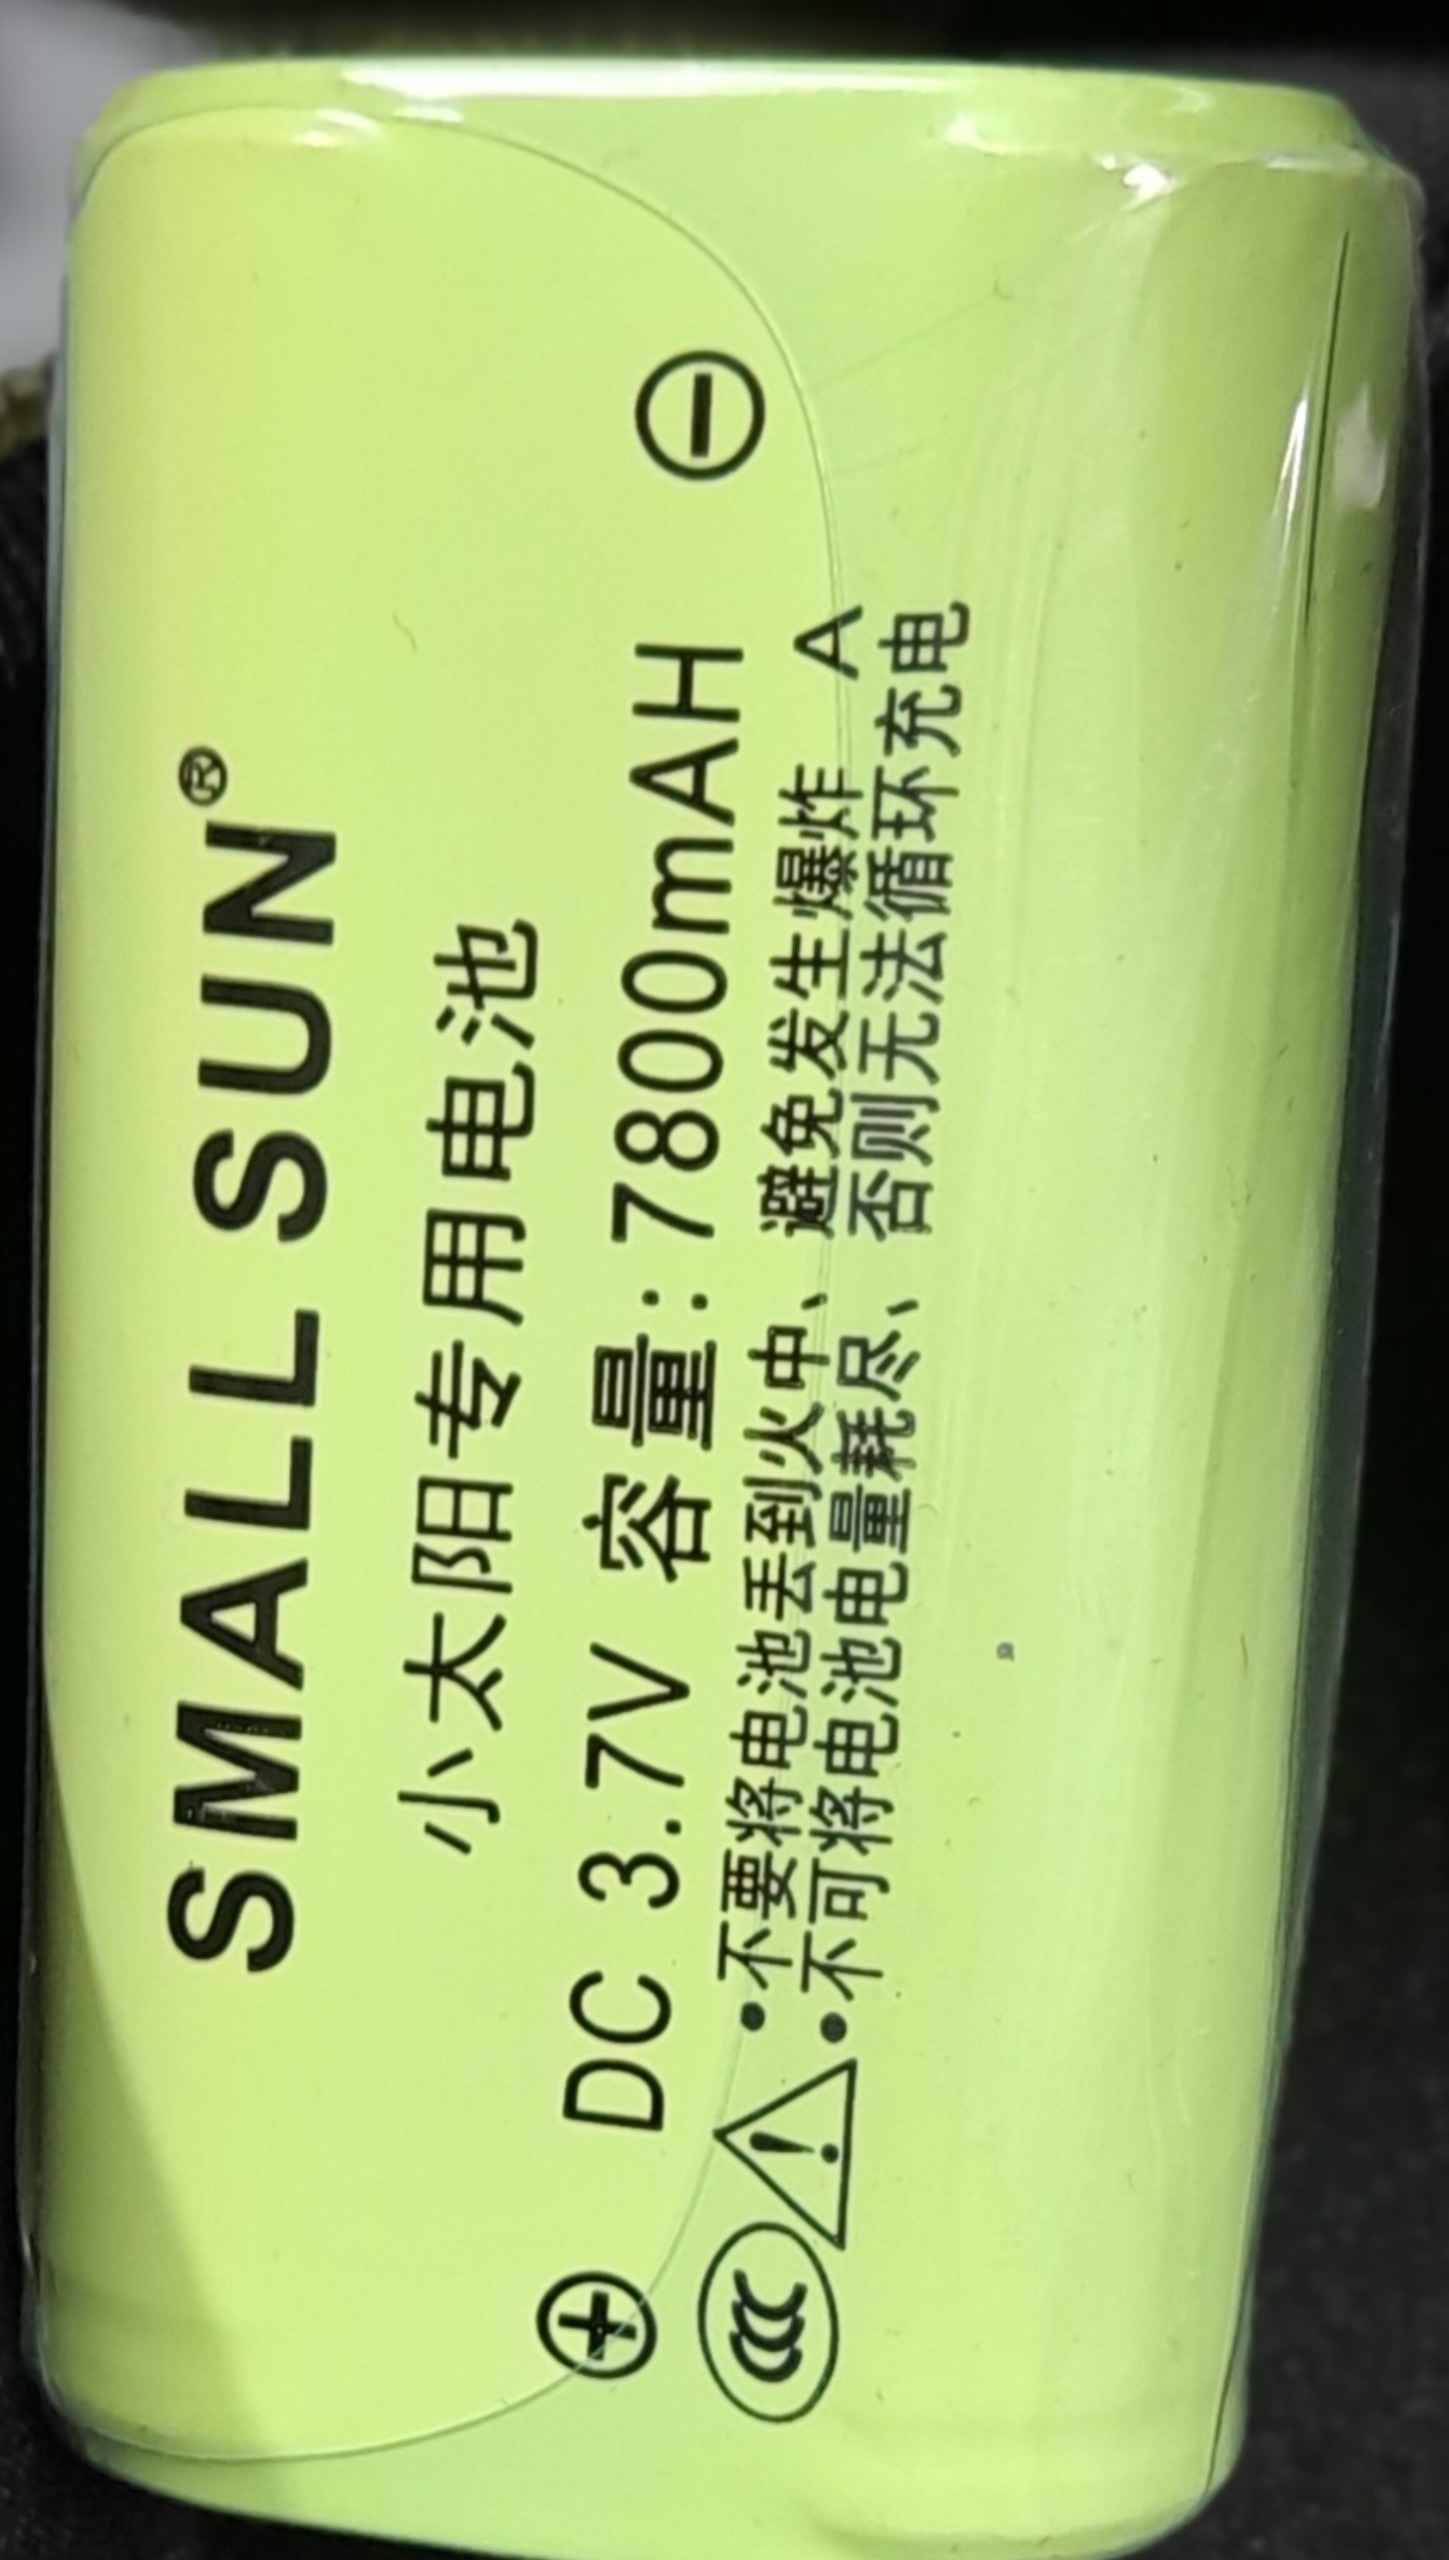 SMALL SUN®
小太阳专用电池
DC 3.7V 容量:7800mAH
•不要将电池丢到火中、避免发生爆炸 A
•不可将电池电量耗尽、否则无法循环充电
CCC